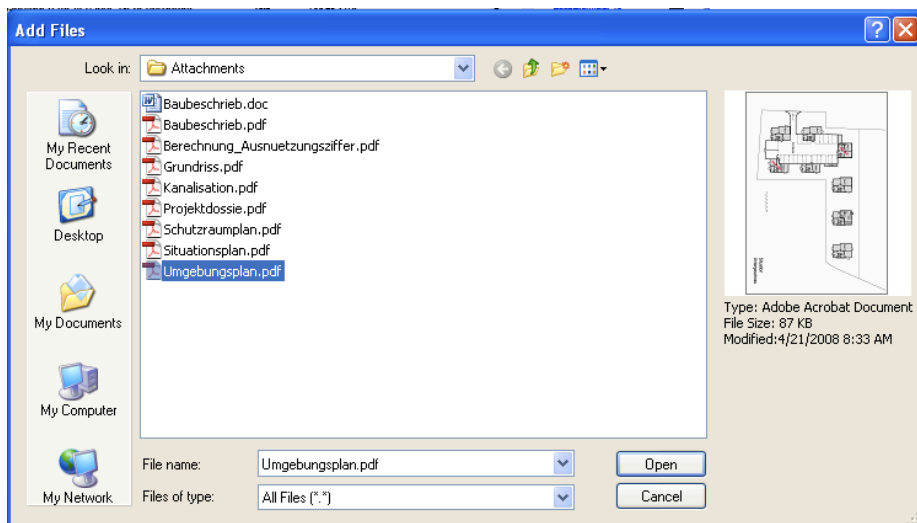 Add Files
Look in:
Attachments
My Recent
Documents
Desktop
My Documents
My Computer
My Network
Baubeschrieb.doc
Baubeschrieb.pdf
Berechnung_Ausnuetzungsziffer.pdf
Grundriss.pdf
Kanalisation.pdf
Projektdossie.pdf
Schutzraumplan.pdf
Situationsplan.pdf
Umgebungsplan.pdf
Type: Adobe Acrobat Document
File Size: 87 KB
Modified:4/21/2008 8:33 AM
File name:
Umgebungsplan.pdf
Open
Files of type:
All Files (*.*)
Cancel